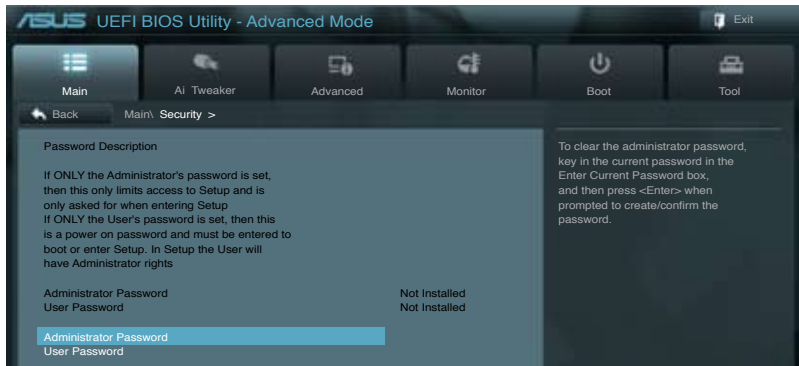 ASUS UEFI BIOS Utility - Advanced Mode
Exit
Main
Ai Tweaker
Advanced
Monitor
Boot
Tool
Back
Main\ Security >
Password Description
If ONLY the Administrator's password is set,
then this only limits access to Setup and is
only asked for when entering Setup
If ONLY the User's password is set, then this
is a power on password and must be entered to
boot or enter Setup. In Setup the User will
have Administrator rights
Administrator Password Not Installed
User Password Not Installed
Administrator Password
User Password
To clear the administrator password,
key in the current password in the
Enter Current Password box,
and then press <Enter> when
prompted to create/confirm the
password.